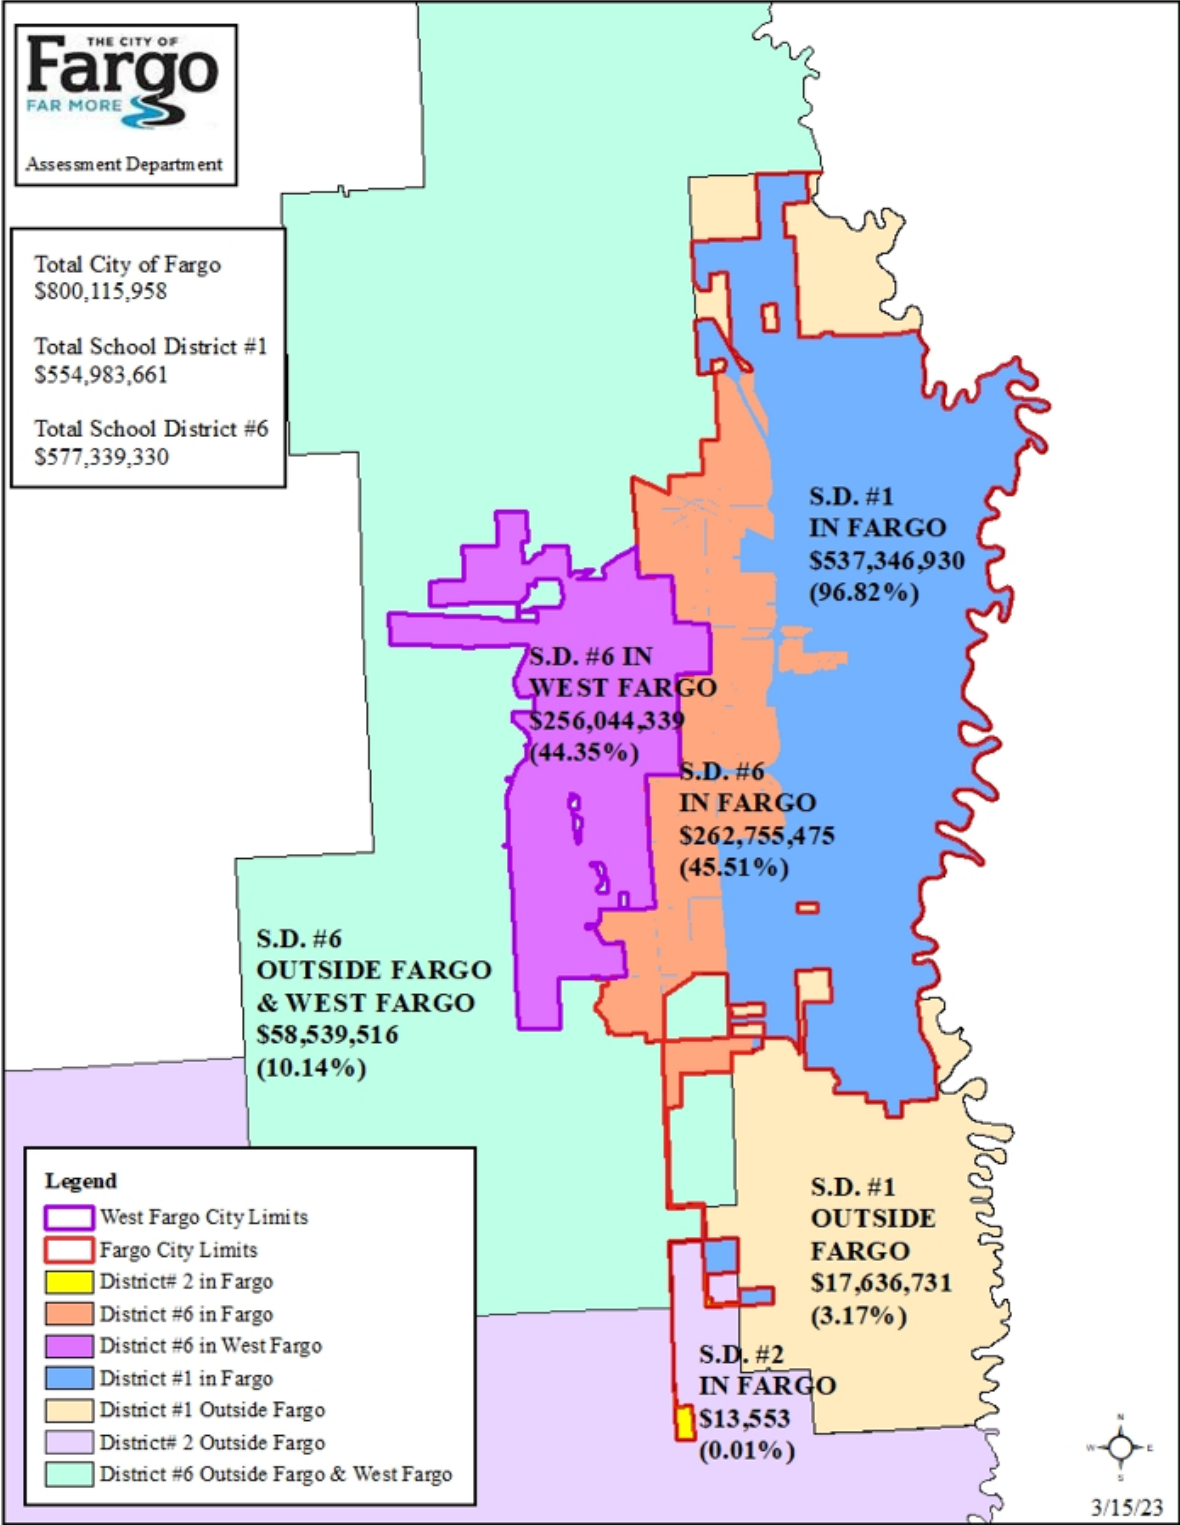 THE CITY OF
Fargo
FAR MORE
Assessment Department
Total City of Fargo
$800,115,958
Total School District #1
$554,983,661
Total School District #6
$577,339,330
S.D. #1
IN FARGO
$537,346,930
(96.82%)
S.D. #6 IN
WEST FARGO
$256,044,339
(44.35%)
S.D. #6
IN FARGO
$262,755,475
(45.51%)
S.D. #6
OUTSIDE FARGO
& WEST FARGO
$58,539,516
(10.14%)
S.D. #1
OUTSIDE
FARGO
$17,636,731
(3.17%)
S.D. #2
IN FARGO
$13,553
(0.01%)
Legend
West Fargo City Limits
Fargo City Limits
District# 2 in Fargo
District #6 in Fargo
District #6 in West Fargo
District #1 in Fargo
District #1 Outside Fargo
District# 2 Outside Fargo
District #6 Outside Fargo & West Fargo
N
W E
S
3/15/23